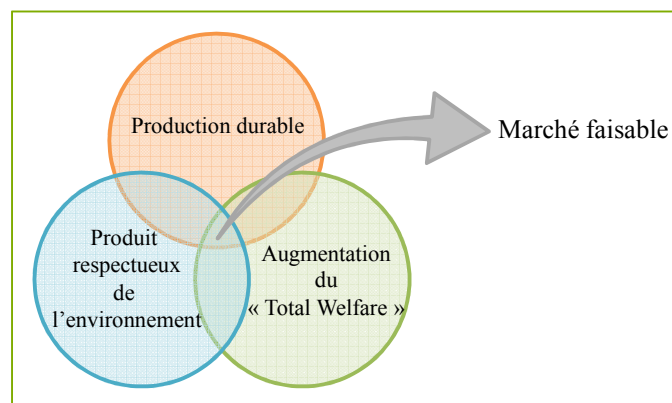 Production durable
Marché faisable
Produit
respectueux
de
l'environnement
Augmentation
du
« Total Welfare »